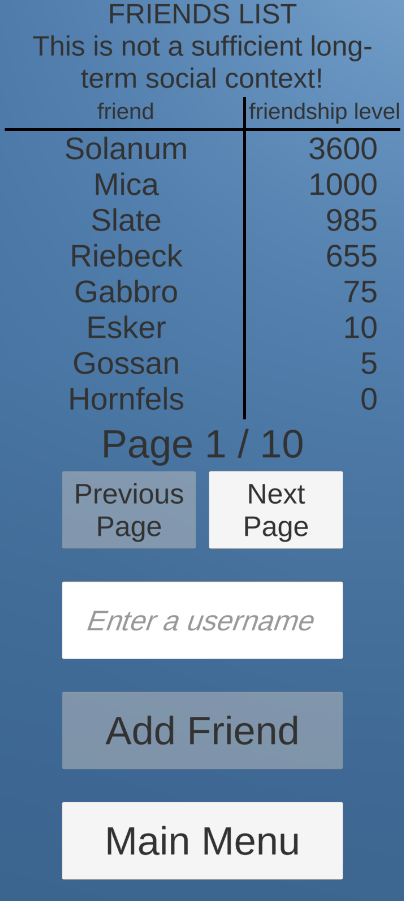 FRIENDS LIST
This is not a sufficient long-
term social context!
friend friendship level
Solanum 3600
Mica 1000
Slate 985
Riebeck 655
Gabbro 75
Esker 10
Gossan 5
Hornfels 0
Page 1 / 10
Previous Next
Page Page
Enter a username
Add Friend
Main Menu